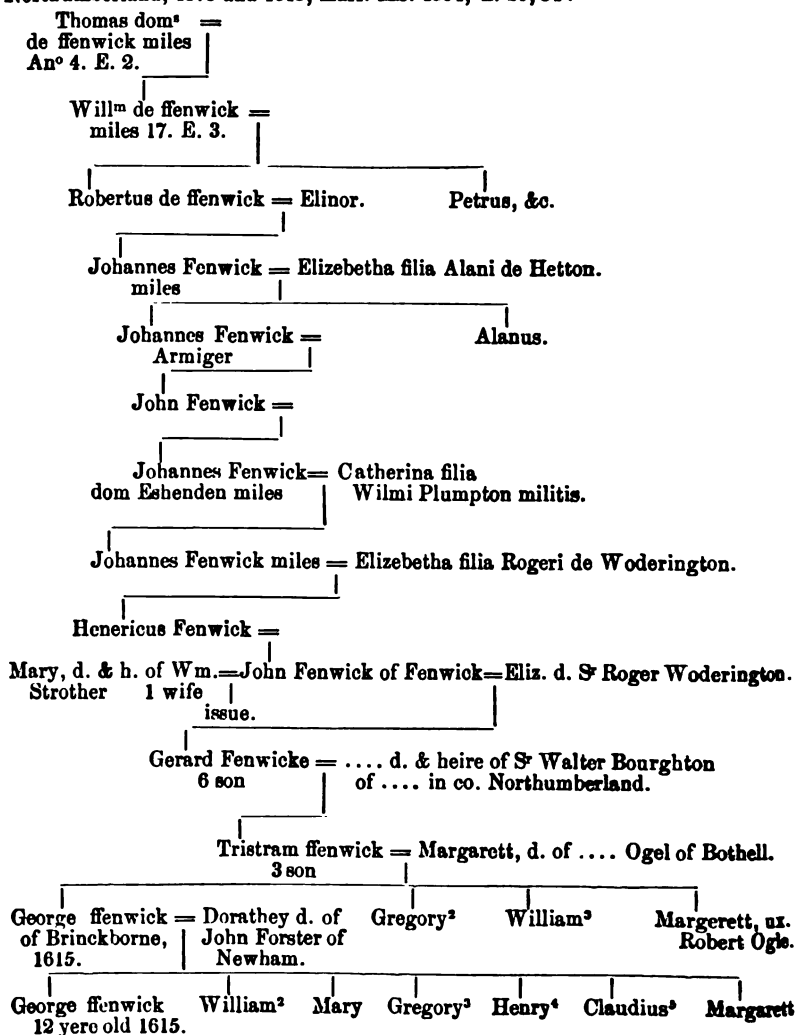 Thomas domˢ =
de ffenwick miles
Anº 4. E. 2.
Willᵐ de ffenwick =
miles 17. E. 3.
Robertus de ffenwick = Elinor. Petrus, &c.
Johannes Fenwick = Elizebetha filia Alani de Hetton.
miles
Johannes Fenwick = Alanus.
Armiger
John Fenwick =
Johannes Fenwick = Catherina filia
dom Eshenden miles Wilmi Plumpton militis.
Johannes Fenwick miles = Elizebetha filia Rogeri de Woderington.
Henericus Fenwick =
Mary, d. & h. of Wm.=John Fenwick of Fenwick=Eliz. d. Sʳ Roger Woderington.
Strother 1 wife
issue.
Gerard Fenwicke = .... d. & heire of Sʳ Walter Bourghton
6 son of .... in co. Northumberland.
Tristram ffenwick = Margarett, d. of .... Ogel of Bothell.
3 son
George ffenwick = Dorathey d. of Gregory² William³ Margerett, ux.
of Brinckborne, John Forster of Robert Ogle.
1615. Newham.
George ffenwick William² Mary Gregory³ Henry⁴ Claudius⁵ Margarett
12 yere old 1615.